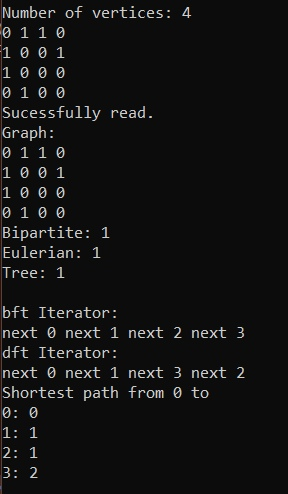 Number of vertices: 4
0 1 1 0
1 0 0 1
1 0 0 0
0 1 0 0
Sucessfully read.
Graph:
0 1 1 0
1 0 0 1
1 0 0 0
0 1 0 0
Bipartite: 1
Eulerian: 1
Tree: 1
bft Iterator:
next 0 next 1 next 2 next 3
dft Iterator:
next 0 next 1 next 3 next 2
Shortest path from 0 to
0: 0
1: 1
2: 1
3: 2